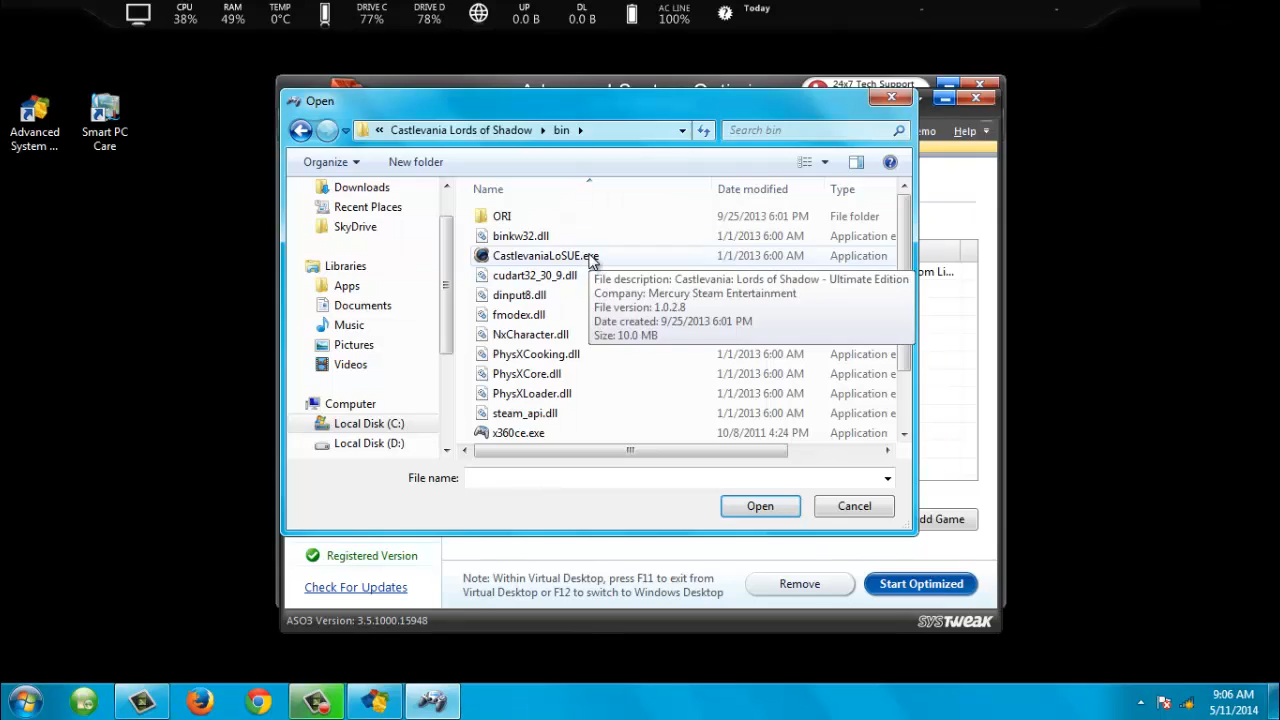 CPU 38%
RAM 49%
TEMP 0°C
DRIVE C 77%
DRIVE D 78%
UP 0.0 B
DL 0.0 B
AC LINE 100%
Today
Advanced System ...
Smart PC Care
24x7 Tech Support
Open
« Castlevania Lords of Shadow bin
Search bin
Help
Organize
New folder
Downloads
Recent Places
SkyDrive
Libraries
Apps
Documents
Music
Pictures
Videos
Computer
Local Disk (C:)
Local Disk (D:)
Name Date modified Type
ORI 9/25/2013 6:01 PM File folder
binkw32.dll 1/1/2013 6:00 AM Application e
CastlevaniaLoSUE.exe 1/1/2013 6:00 AM Application
cudart32_30_9.dll
dinput8.dll
fmodex.dll
NxCharacter.dll
File description: Castlevania: Lords of Shadow - Ultimate Edition
Company: Mercury Steam Entertainment
File version: 1.0.2.8
Date created: 9/25/2013 6:01 PM
Size: 10.0 MB
PhysXCooking.dll 1/1/2013 6:00 AM Application e
PhysXCore.dll 1/1/2013 6:00 AM Application e
PhysXLoader.dll 1/1/2013 6:00 AM Application e
steam_api.dll 1/1/2013 6:00 AM Application e
x360ce.exe 10/8/2011 4:24 PM Application
File name:
Open
Cancel
Registered Version
Check For Updates
Note: Within Virtual Desktop, press F11 to exit from
Virtual Desktop or F12 to switch to Windows Desktop
Remove
Start Optimized
ASO3 Version: 3.5.1000.15948
SYSTWEAK
9:06 AM
5/11/2014